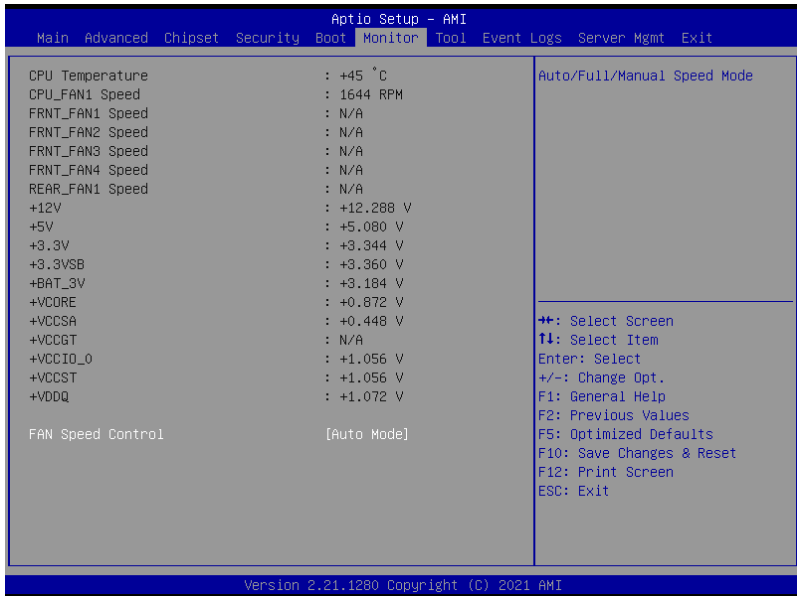 Aptio Setup – AMI
Main Advanced Chipset Security Boot Monitor Tool Event Logs Server Mgmt Exit
CPU Temperature : +45 °C
CPU_FAN1 Speed : 1644 RPM
FRNT_FAN1 Speed : N/A
FRNT_FAN2 Speed : N/A
FRNT_FAN3 Speed : N/A
FRNT_FAN4 Speed : N/A
REAR_FAN1 Speed : N/A
+12V : +12.288 V
+5V : +5.080 V
+3.3V : +3.344 V
+3.3VSB : +3.360 V
+BAT_3V : +3.184 V
+VCORE : +0.872 V
+VCCSA : +0.448 V
+VCCGT : N/A
+VCCIO_0 : +1.056 V
+VCCST : +1.056 V
+VDDQ : +1.072 V
FAN Speed Control [Auto Mode]
Auto/Full/Manual Speed Mode
→←: Select Screen
↑↓: Select Item
Enter: Select
+/-: Change Opt.
F1: General Help
F2: Previous Values
F5: Optimized Defaults
F10: Save Changes & Reset
F12: Print Screen
ESC: Exit
Version 2.21.1280 Copyright (C) 2021 AMI